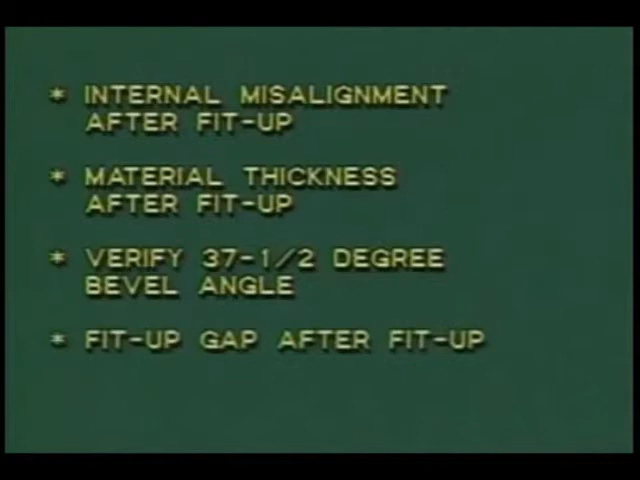 * INTERNAL MISALIGNMENT
AFTER FIT-UP
* MATERIAL THICKNESS
AFTER FIT-UP
* VERIFY 37-1/2 DEGREE
BEVEL ANGLE
* FIT-UP GAP AFTER FIT-UP